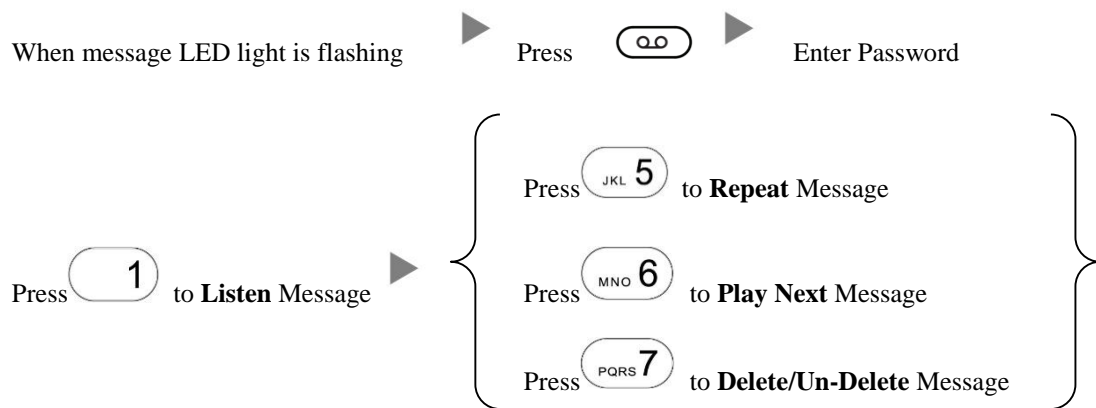 When message LED light is flashing Press Enter Password
Press JKL 5 to Repeat Message
Press 1 to Listen Message
Press MNO 6 to Play Next Message
Press PQRS 7 to Delete/Un-Delete Message